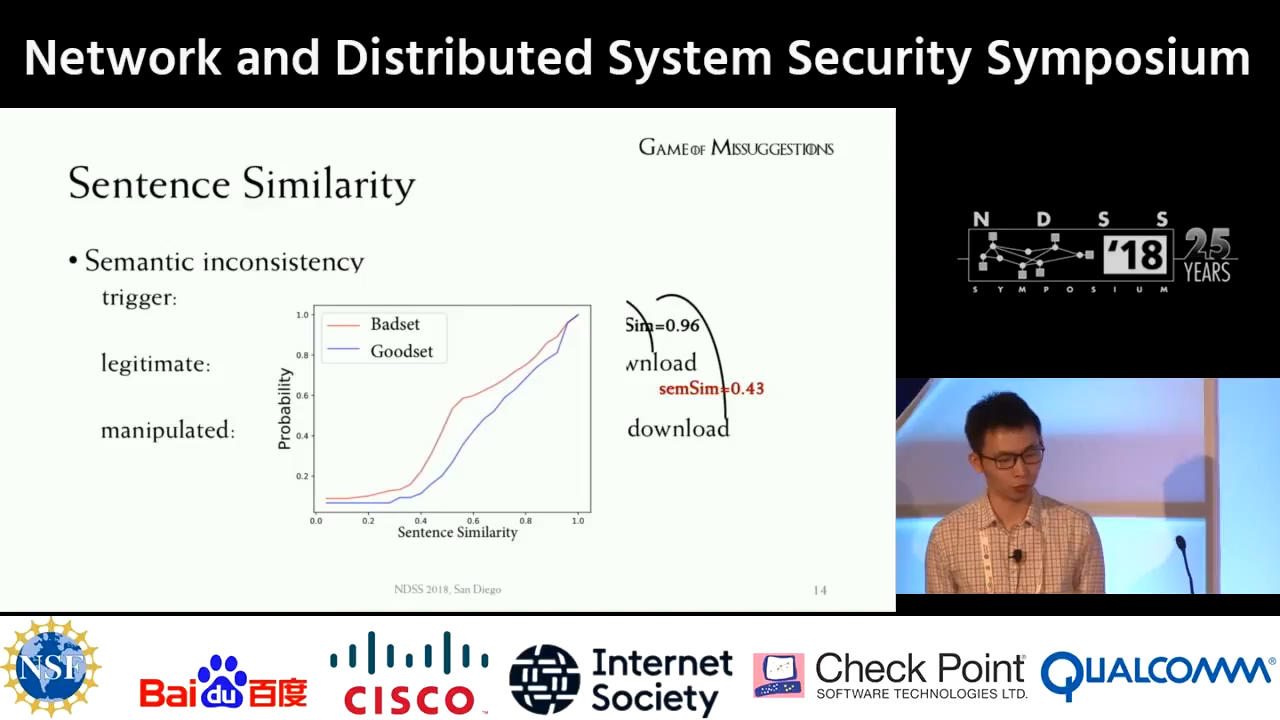 Network and Distributed System Security Symposium
GAME OF MISSUGGESTIONS
Sentence Similarity
• Semantic inconsistency
trigger:
Sim=0.96
legitimate:
wnload
semSim=0.43
manipulated:
download
Badset
Goodset
Probability
1.0
0.8
0.6
0.4
0.2
0.0 0.2 0.4 0.6 0.8 1.0
Sentence Similarity
NDSS 2018, San Diego
14
N D S S
'18
25 YEARS
S Y M P O S I U M
NSF
Baidu百度
CISCO
Internet Society
Check Point
SOFTWARE TECHNOLOGIES LTD.
QUALCOMM®